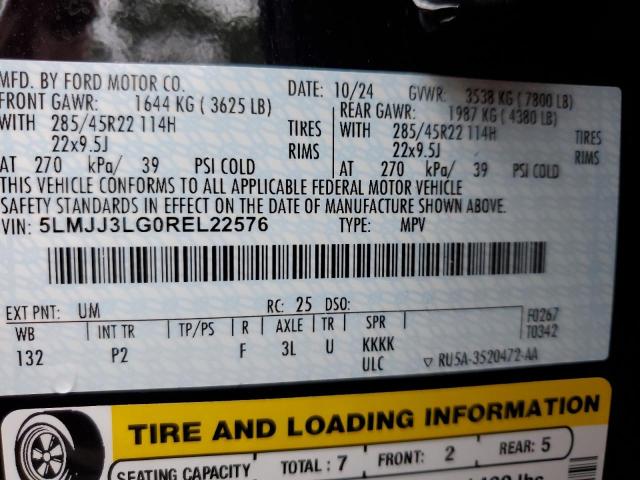 MFD. BY FORD MOTOR CO.
DATE: 10/24 GVWR: 3538 KG ( 7800 LB)
FRONT GAWR: 1644 KG ( 3625 LB)
REAR GAWR: 1987 KG ( 4380 LB)
WITH 285/45R22 114H TIRES
WITH 285/45R22 114H TIRES
22x9.5J RIMS
22x9.5J RIMS
AT 270 kPa/ 39 PSI COLD
AT 270 kPa/ 39 PSI COLD
THIS VEHICLE CONFORMS TO ALL APPLICABLE FEDERAL MOTOR VEHICLE
SAFETY STANDARDS IN EFFECT ON THE DATE OF MANUFACTURE SHOWN ABOVE.
VIN: 5LMJJ3LG0REL22576 TYPE: MPV
EXT PNT: UM RC: 25 DSO:
F0267
T0342
WB INT TR TP/PS R AXLE TR SPR
132 P2 F 3L U KKKK
ULC ▽ RU5A-3520472-AA
TIRE AND LOADING INFORMATION
SEATING CAPACITY TOTAL : 7 FRONT: 2 REAR: 5